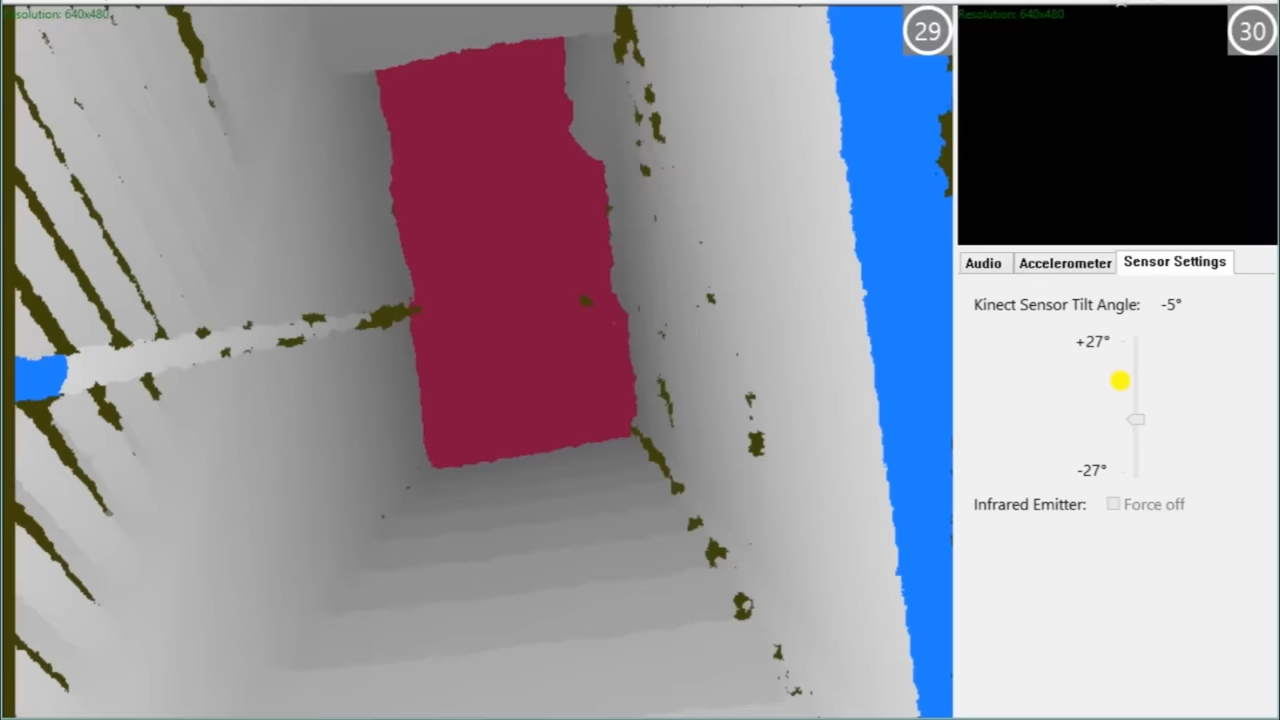 esolution: 640x480
29
Resolution: 640x480
30
Audio Accelerometer Sensor Settings
Kinect Sensor Tilt Angle: -5°
+27°
-27°
Infrared Emitter: Force off